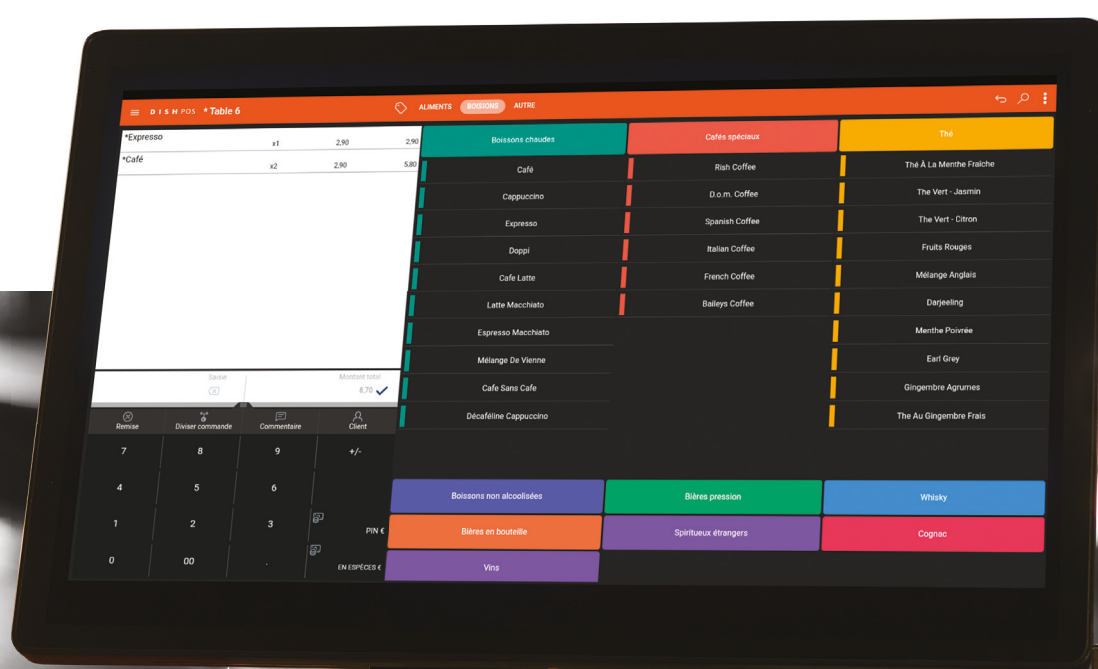 DISH POS * Table 6
ALIMENTS BOISSONS AUTRE
*Expresso
x1 2,90 2,90
*Café
x2 2,90 5,80
Saisie Montant total
8,70
Remise Diviser commande Commentaire Client
7 8 9 +/-
4 5 6
1 2 3 PIN €
0 00 . EN ESPÈCES €
Boissons chaudes
Café
Cappuccino
Expresso
Doppi
Cafe Latte
Latte Macchiato
Espresso Macchiato
Mélange De Vienne
Cafe Sans Cafe
Décaféline Cappuccino
Cafés spéciaux
Rish Coffee
D.o.m. Coffee
Spanish Coffee
Italian Coffee
French Coffee
Baileys Coffee
Thé
Thé À La Menthe Fraîche
The Vert - Jasmin
The Vert - Citron
Fruits Rouges
Mélange Anglais
Darjeeling
Menthe Poivrée
Earl Grey
Gingembre Agrumes
The Au Gingembre Frais
Boissons non alcoolisées Bières pression Whisky
Bières en bouteille Spiritueux étrangers Cognac
Vins